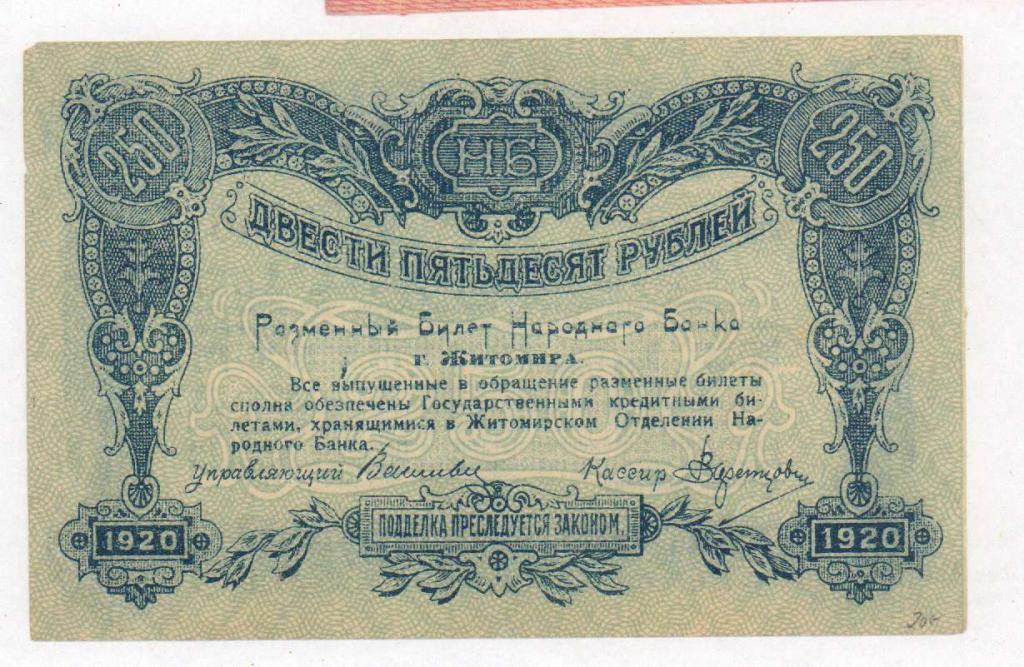 250
НБ
250
ДВЕСТИ ПЯТЬДЕСЯТ РУБЛЕЙ
Разменный Билет Народного Банка
г. Житомира.
Все выпущенные в обращение разменные билеты
сполна обеспечены Государственными кредитными би-
летами, хранящимися в Житомирском Отделении На-
родного Банка.
Управляющий
Кассир
ПОДДЕЛКА ПРЕСЛЕДУЕТСЯ ЗАКОНОМ.
1920
1920